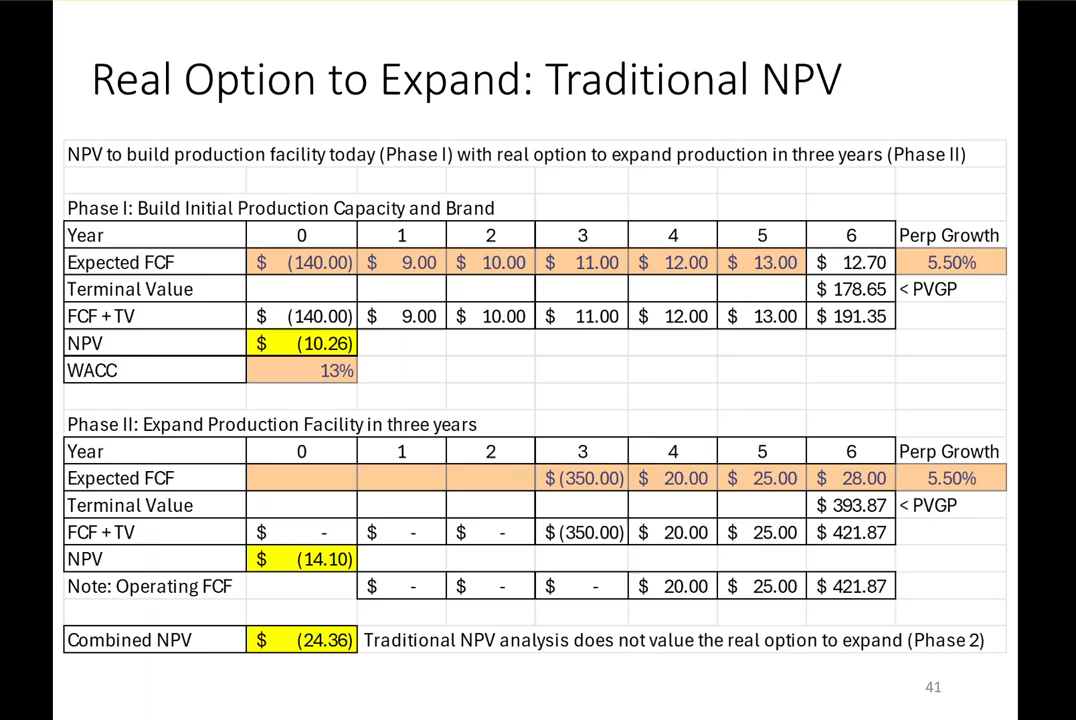 Real Option to Expand: Traditional NPV
NPV to build production facility today (Phase I) with real option to expand production in three years (Phase II)
Phase I: Build Initial Production Capacity and Brand
Year 0 1 2 3 4 5 6 Perp Growth
Expected FCF $ (140.00) $ 9.00 $ 10.00 $ 11.00 $ 12.00 $ 13.00 $ 12.70 5.50%
Terminal Value $ 178.65 < PVGP
FCF + TV $ (140.00) $ 9.00 $ 10.00 $ 11.00 $ 12.00 $ 13.00 $ 191.35
NPV $ (10.26)
WACC 13%
Phase II: Expand Production Facility in three years
Year 0 1 2 3 4 5 6 Perp Growth
Expected FCF $ (350.00) $ 20.00 $ 25.00 $ 28.00 5.50%
Terminal Value $ 393.87 < PVGP
FCF + TV $ - $ - $ - $ (350.00) $ 20.00 $ 25.00 $ 421.87
NPV $ (14.10)
Note: Operating FCF $ - $ - $ - $ 20.00 $ 25.00 $ 421.87
Combined NPV $ (24.36) Traditional NPV analysis does not value the real option to expand (Phase 2)
41